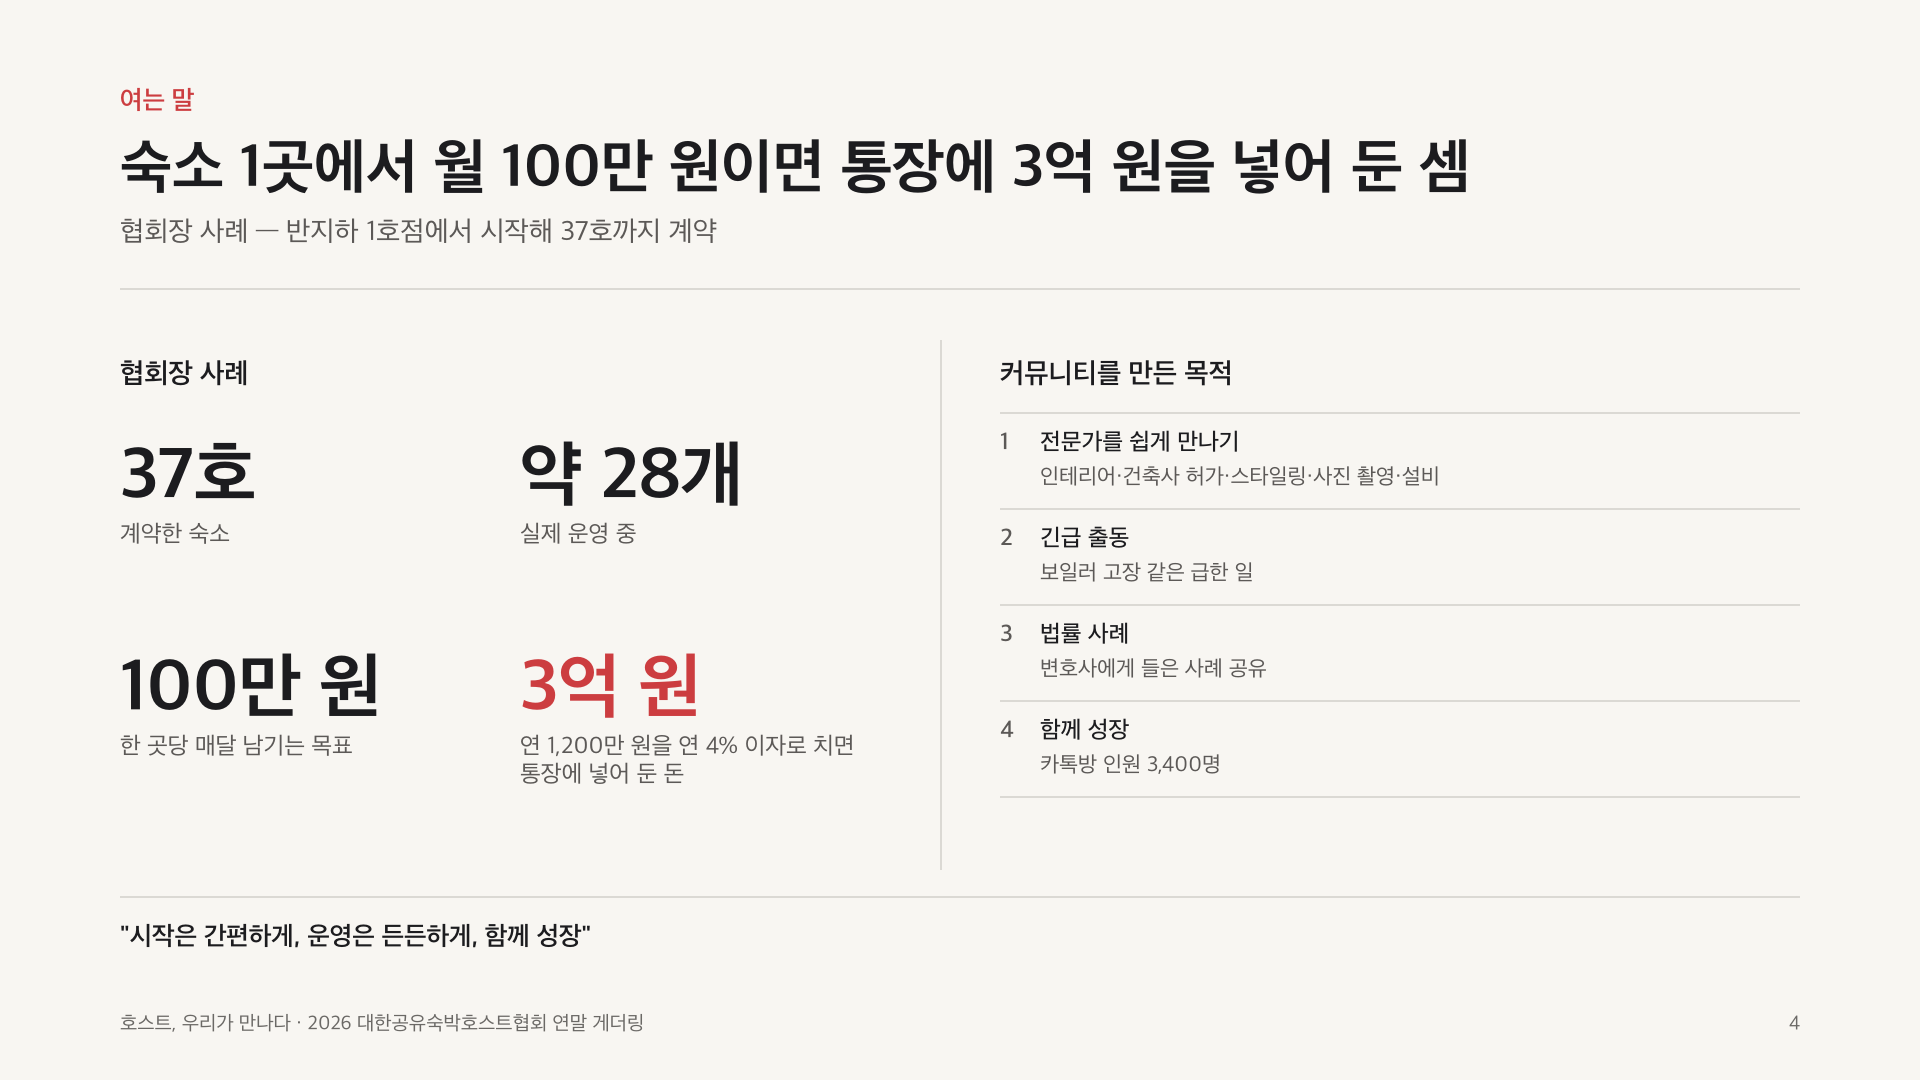 여는 말
숙소 1곳에서 월 100만 원이면 통장에 3억 원을 넣어 둔 셈
협회장 사례 — 반지하 1호점에서 시작해 37호까지 계약
협회장 사례
37호
계약한 숙소
약 28개
실제 운영 중
100만 원
한 곳당 매달 남기는 목표
3억 원
연 1,200만 원을 연 4% 이자로 치면
통장에 넣어 둔 돈
커뮤니티를 만든 목적
1 전문가를 쉽게 만나기
인테리어·건축사 허가·스타일링·사진 촬영·설비
2 긴급 출동
보일러 고장 같은 급한 일
3 법률 사례
변호사에게 들은 사례 공유
4 함께 성장
카톡방 인원 3,400명
"시작은 간편하게, 운영은 든든하게, 함께 성장"
호스트, 우리가 만나다 · 2026 대한공유숙박호스트협회 연말 게더링
4